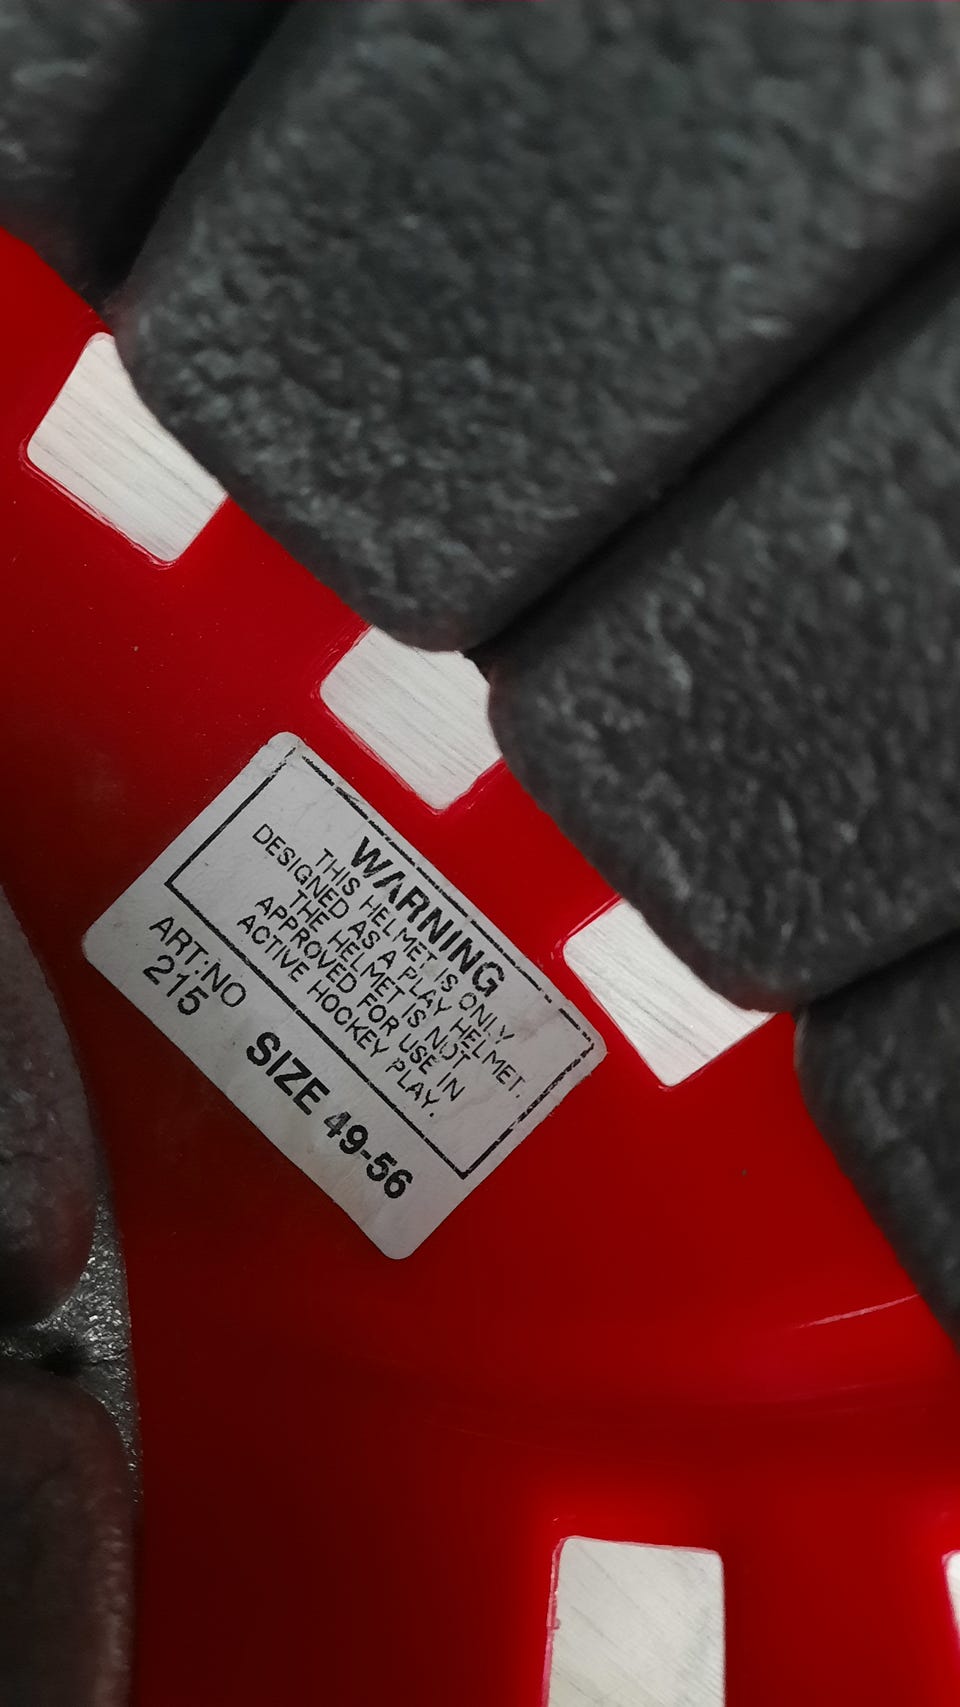 WARNING
THIS HELMET IS ONLY
DESIGNED AS A PLAY HELMET.
THE HELMET IS NOT
APPROVED FOR USE IN
ACTIVE HOCKEY PLAY.
ART:NO
215
SIZE 49-56